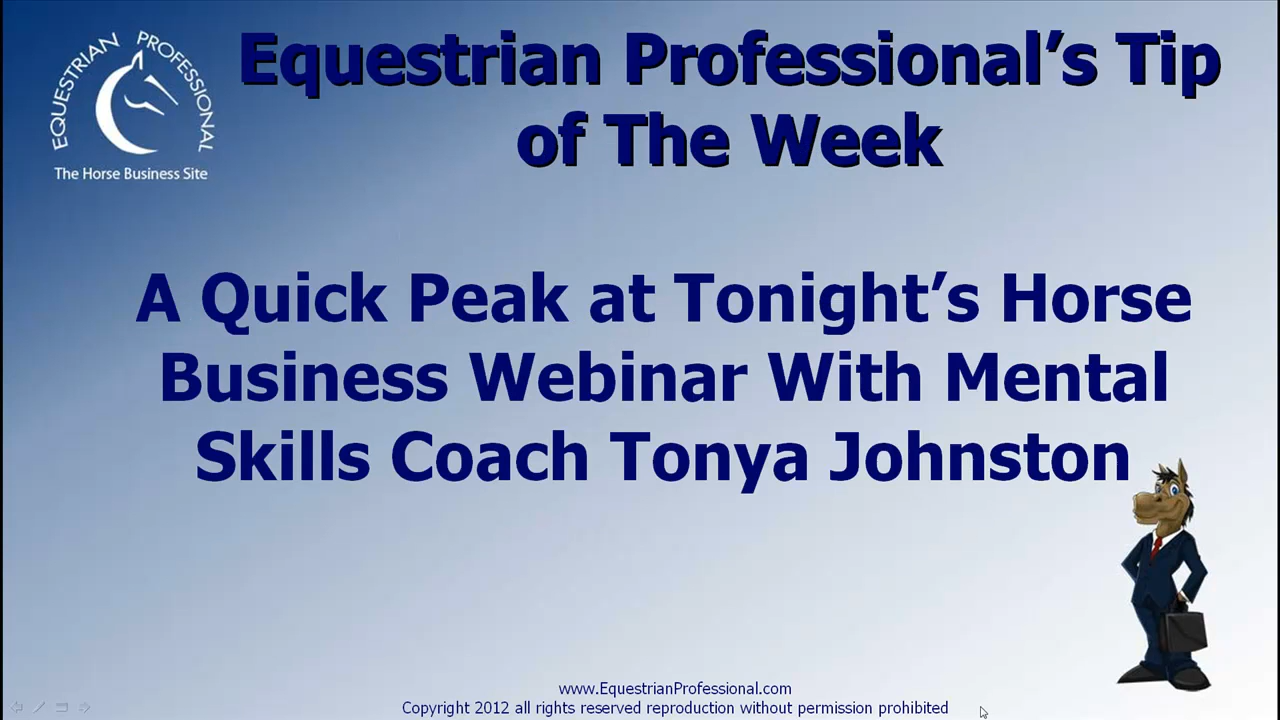 EQUESTRIAN PROFESSIONAL
The Horse Business Site
Equestrian Professional’s Tip
of The Week
A Quick Peak at Tonight’s Horse
Business Webinar With Mental
Skills Coach Tonya Johnston
www.EquestrianProfessional.com
Copyright 2012 all rights reserved reproduction without permission prohibited